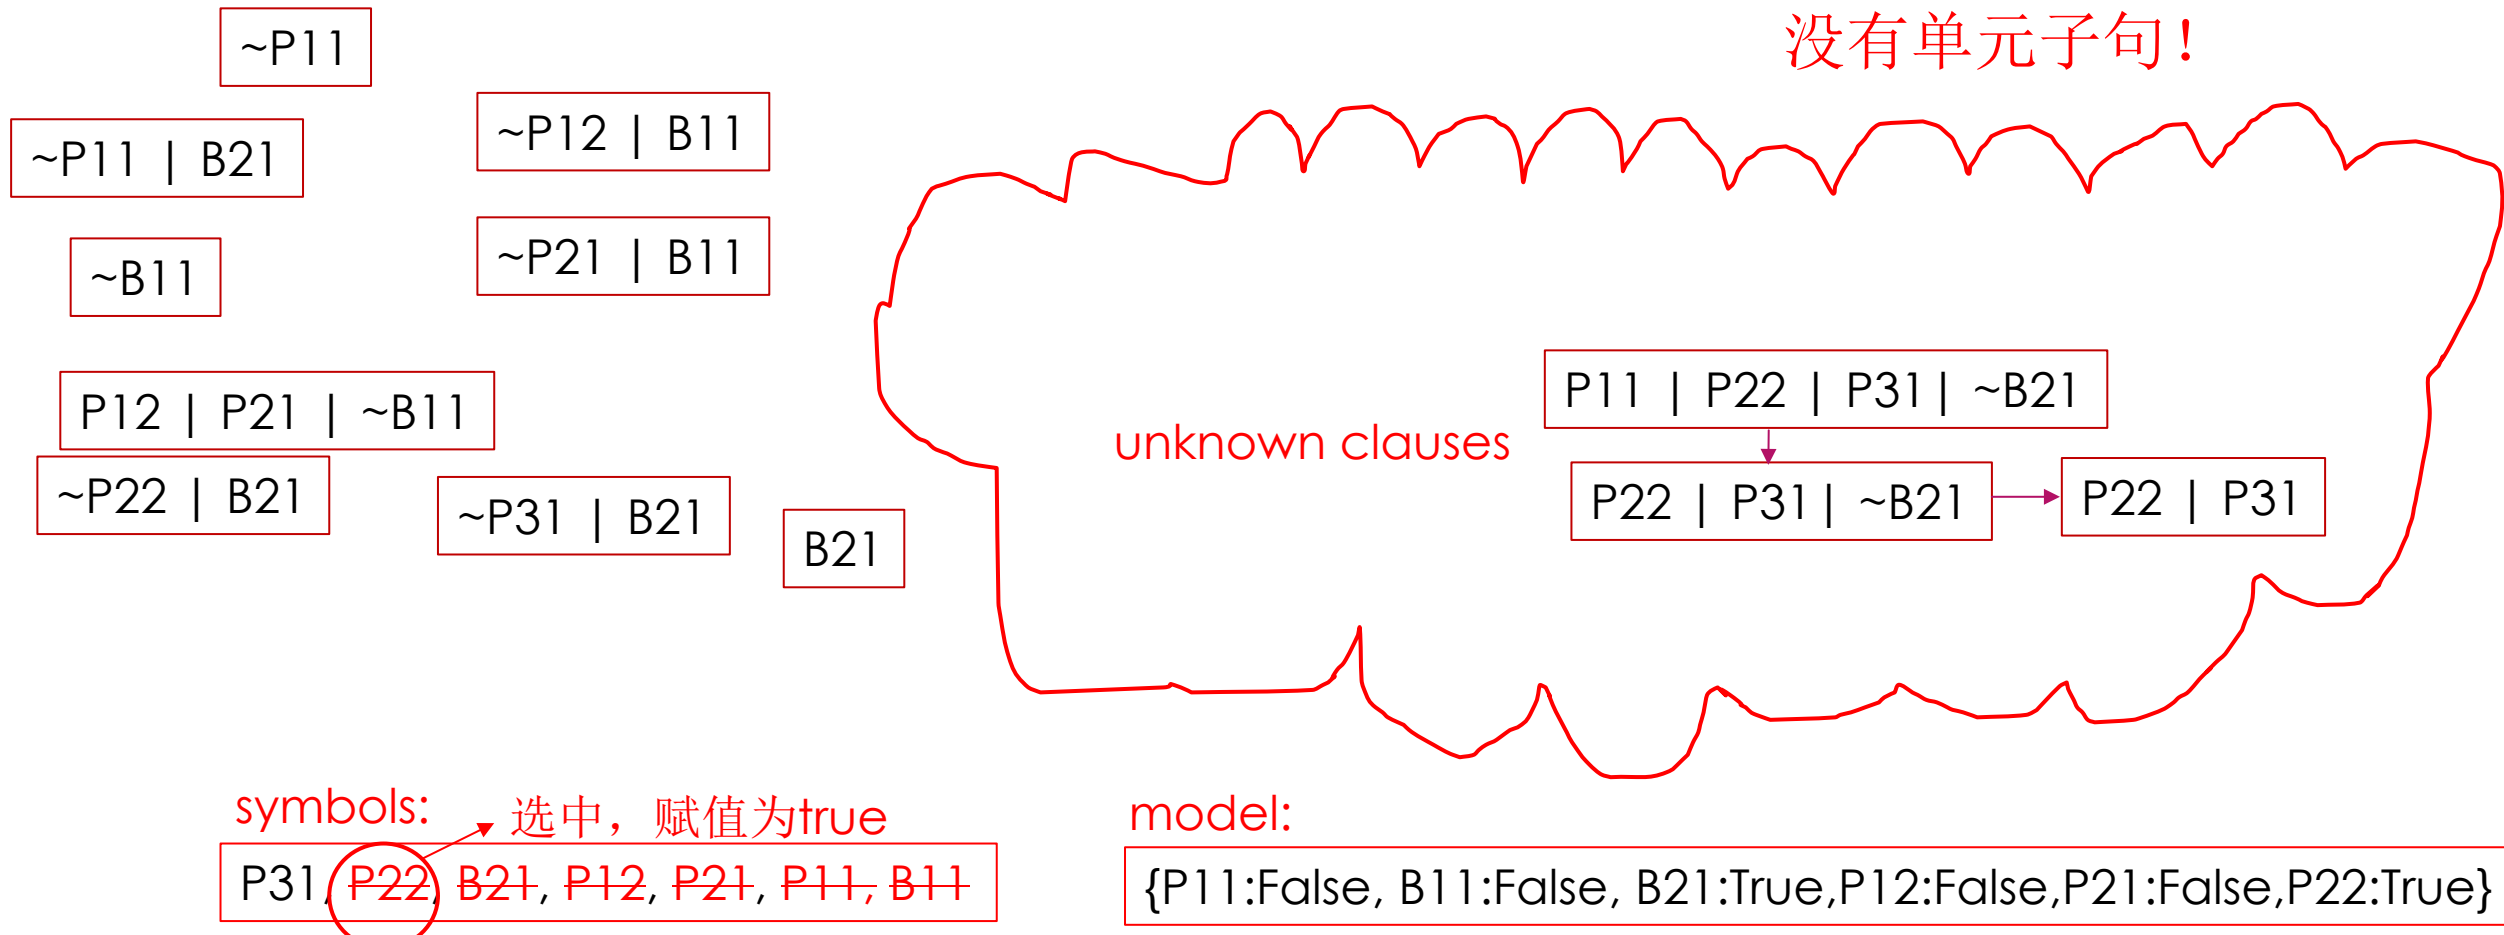 ~P11
没有单元子句！
~P11 | B21
~P12 | B11
~B11
~P21 | B11
P12 | P21 | ~B11
P11 | P22 | P31| ~B21
unknown clauses
~P22 | B21
~P31 | B21
B21
P22 | P31| ~B21
P22 | P31
symbols:
选中，赋值为true
model:
P31, P22, B21, P12, P21, P11, B11
{P11:False, B11:False, B21:True,P12:False,P21:False,P22:True}